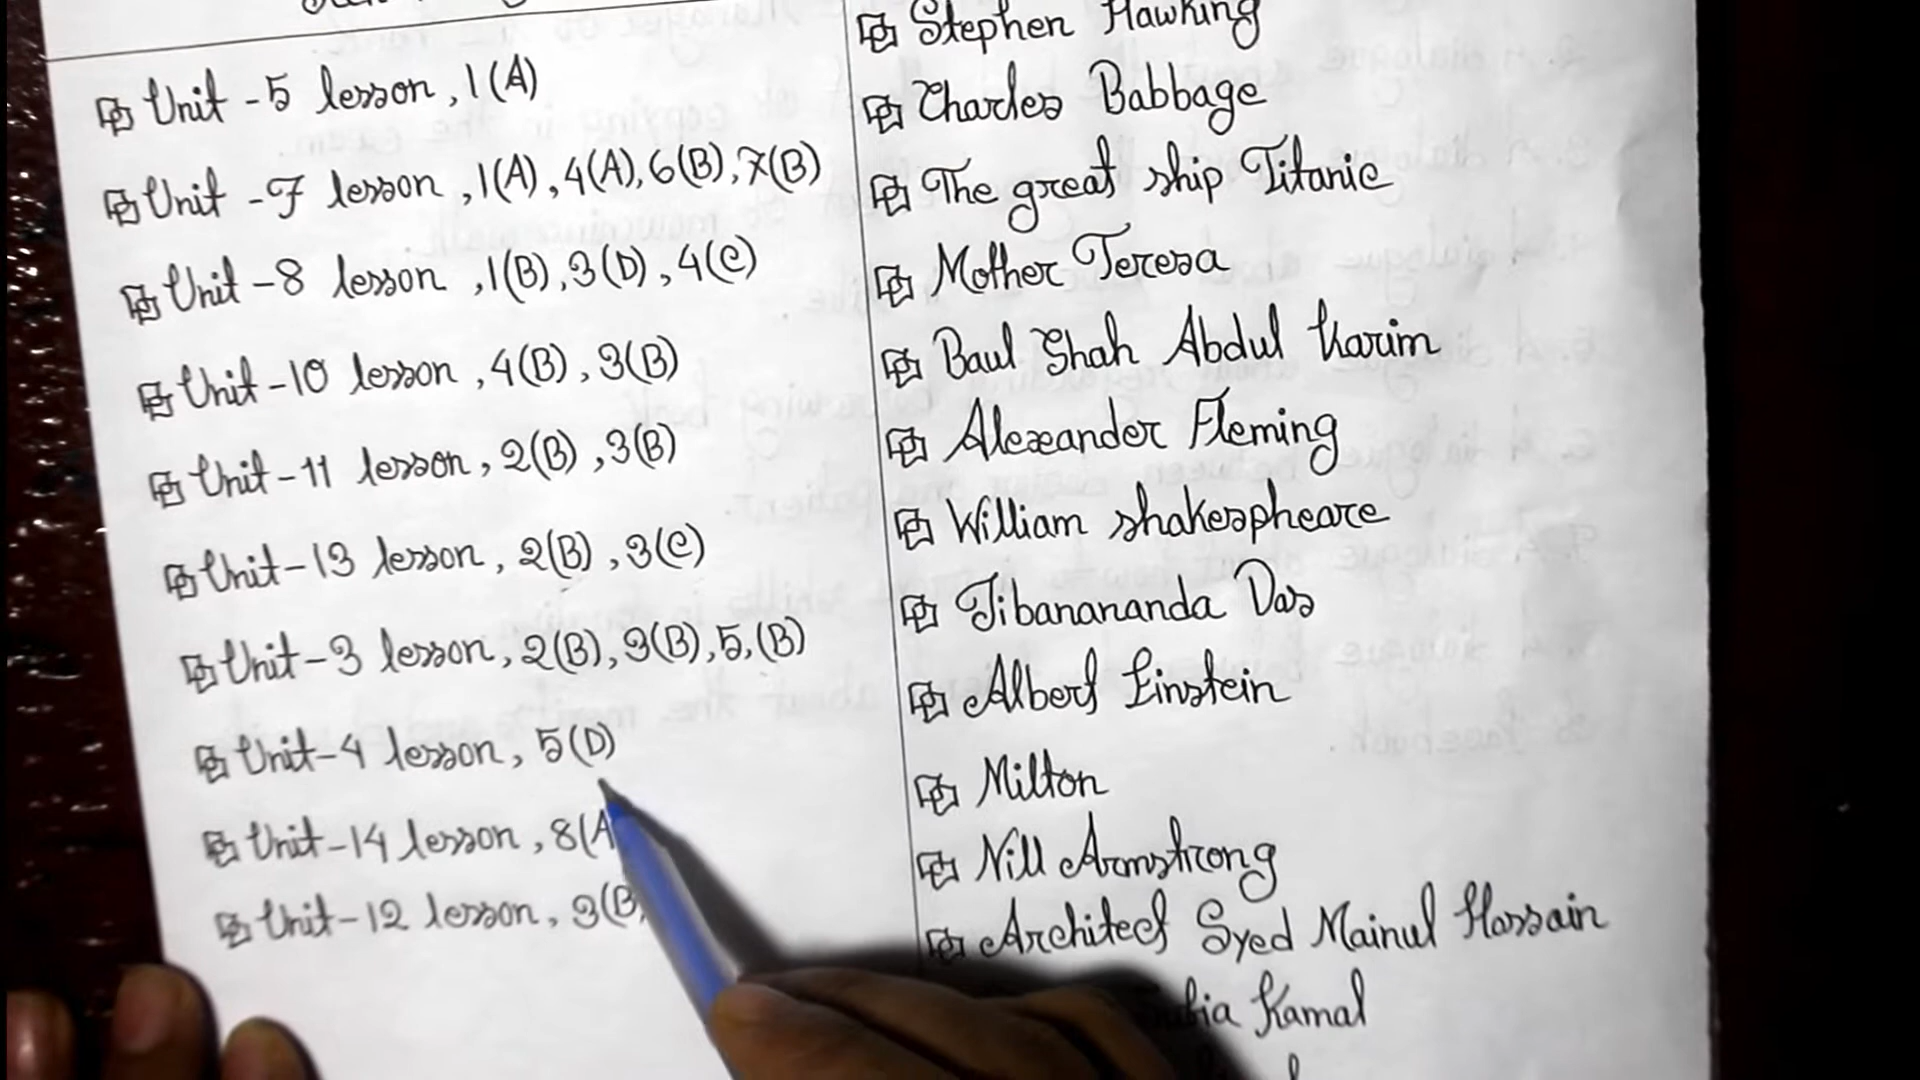 Unit - 5 lesson, 1(A)
Unit - 7 lesson, 1(A), 4(A), 6(B), 7(B)
Unit - 8 lesson, 1(B), 3(D), 4(C)
Unit - 10 lesson, 4(B), 3(B)
Unit - 11 lesson, 2(B), 3(B)
Unit - 13 lesson, 2(B), 3(C)
Unit - 3 lesson, 2(B), 3(B), 5,(B)
Unit - 4 lesson, 5(D)
Unit - 14 lesson, 8(A
Unit - 12 lesson, 3(B
Stephen Hawking
Charles Babbage
The great ship Titanic
Mother Teresa
Baul Shah Abdul Karim
Alexander Fleming
William shakespheare
Jibanananda Das
Albert Einstein
Milton
Nill Armstrong
Architect Syed Mainul Hossain
Kamal